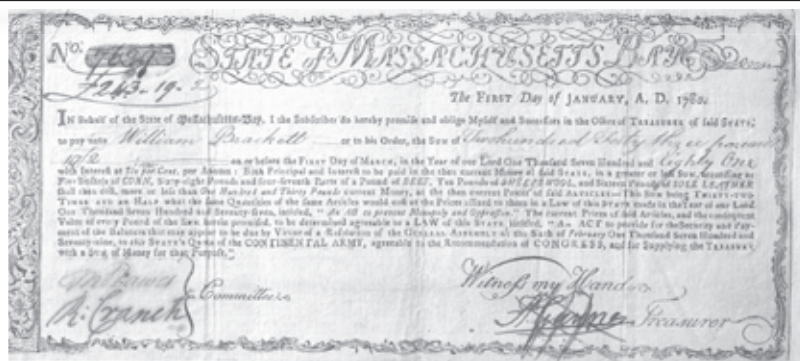 No. 7639
STATE of MASSACHUSETTS BAY
£243-19-2
The FIRST Day of JANUARY, A. D. 1780.
IN Behalf of the State of Massachusetts-Bay, I the Subscriber do hereby promise and oblige Myself and Successors in the Office of TREASURER of said STATE,
to pay unto William Brackett or to his Order, the Sum of Two hundred Forty three pounds
19/2 on or before the FIRST Day of MARCH, in the Year of our Lord One Thousand Seven Hundred and Eighty One
with Interest at Six per Cent. per Annum: Both Principal and Interest to be paid in the then current Money of said STATE, in a greater or less SUM, according as
Five Bushels of CORN, Sixty-eight Pounds and four-seventh Parts of a Pound of BEEF, Ten Pounds of SHEEPS WOOL, and Sixteen Pounds of SOLE LEATHER
shall then cost, more or less than One Hundred and Thirty Pounds current Money, at the then current Prices of said ARTICLES: This SUM being THIRTY-TWO
TIMES and an HALF what the same Quantities of the same Articles would cost at the Prices affixed to them in a Law of this STATE made in the Year of our Lord
One Thousand Seven Hundred and Seventy-Seven, intitled, "An Act to prevent Monopoly and Oppression." The current Prices of said Articles, and the consequent
Value of every Pound of the SUM herein promised, to be determined agreable to a LAW of this STATE, intitled, "An ACT to provide for the Security and Pay-
ment of the Balances that may appear to be due by Virtue of a Resolution of the GENERAL ASSEMBLY of the Sixth of February One Thousand Seven Hundred and
Seventy-nine, to this STATE's Quota of the CONTINENTAL ARMY, agreable to the Recommendation of CONGRESS, and for Supplying the TREASURY
with a SUM of Money for that Purpose."
R. Cranch
Committee
Witness my Hand
H Gardner Treasurer